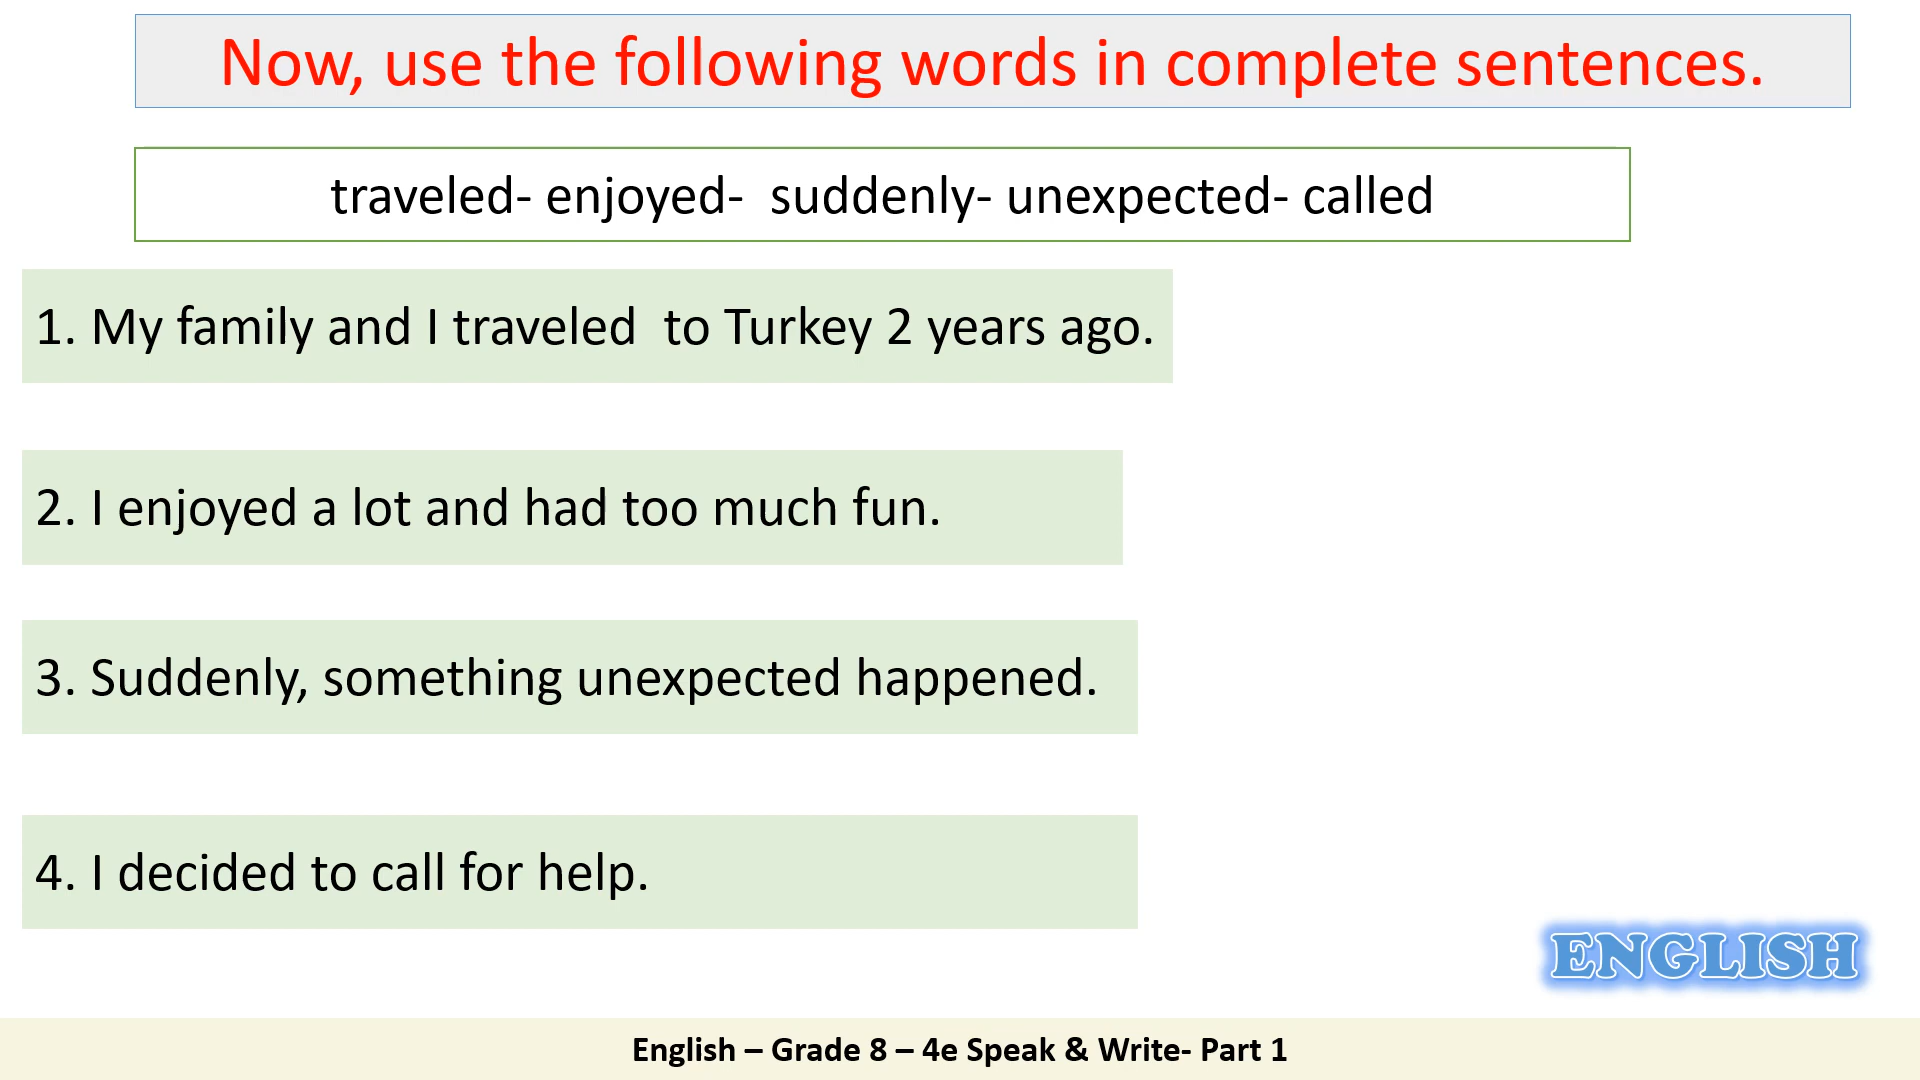 Now, use the following words in complete sentences.
traveled- enjoyed-  suddenly- unexpected- called
1. My family and I traveled  to Turkey 2 years ago.
2. I enjoyed a lot and had too much fun.
3. Suddenly, something unexpected happened.
4. I decided to call for help.
ENGLISH
English – Grade 8 – 4e Speak & Write- Part 1